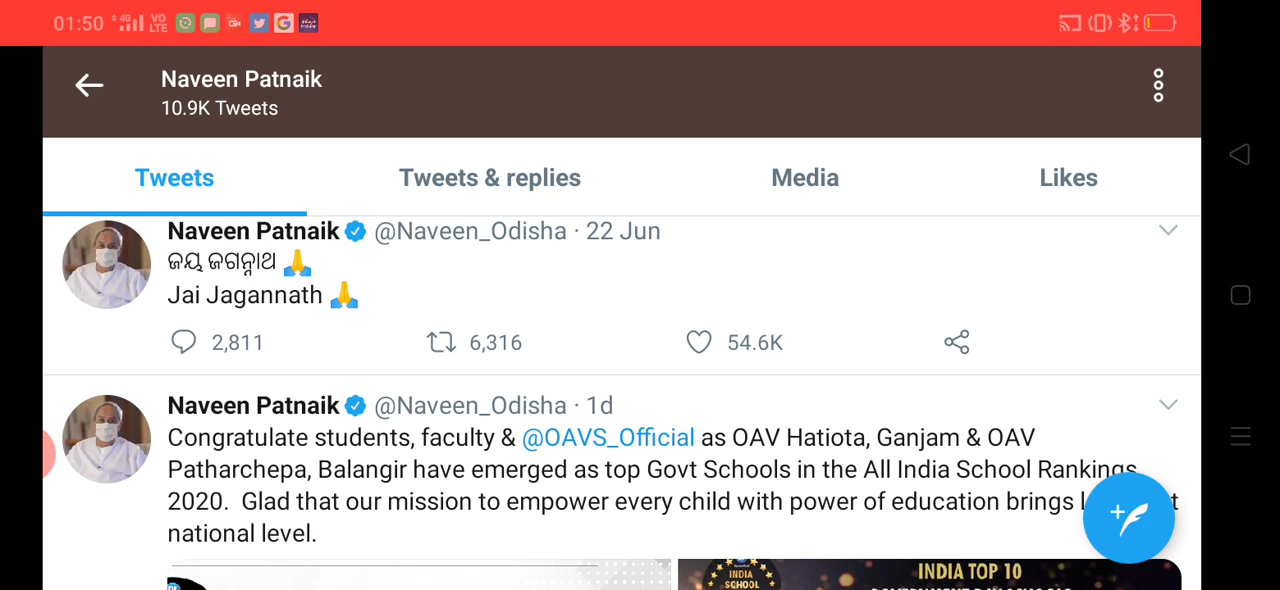 01:50 4G VO LTE
Naveen Patnaik
10.9K Tweets
Tweets Tweets & replies Media Likes
Naveen Patnaik @Naveen_Odisha · 22 Jun
ଜୟ ଜଗନ୍ନାଥ 🙏
Jai Jagannath 🙏
2,811 6,316 54.6K
Naveen Patnaik @Naveen_Odisha · 1d
Congratulate students, faculty & @OAVS_Official as OAV Hatiota, Ganjam & OAV
Patharchepa, Balangir have emerged as top Govt Schools in the All India School Rankings
2020. Glad that our mission to empower every child with power of education brings
national level.
INDIA SCHOOL
INDIA TOP 10